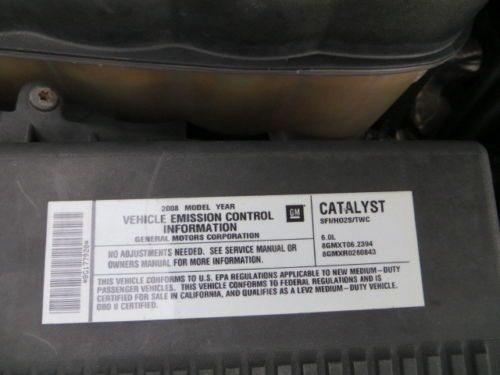 2008 MODEL YEAR
VEHICLE EMISSION CONTROL
INFORMATION
GENERAL MOTORS CORPORATION
GM
CATALYST
SFI/HO2S/TWC
NO ADJUSTMENTS NEEDED. SEE SERVICE MANUAL OR
OWNERS MANUAL FOR MORE INFORMATION.
6.0L
8GMXT06.2394
8GMXR0260843
THIS VEHICLE CONFORMS TO U.S. EPA REGULATIONS APPLICABLE TO NEW MEDIUM-DUTY
PASSENGER VEHICLES. THIS VEHICLE CONFORMS TO FEDERAL REGULATIONS AND IS
CERTIFIED FOR SALE IN CALIFORNIA, AND QUALIFIES AS A LEV2 MEDIUM-DUTY VEHICLE.
OBD II CERTIFIED.